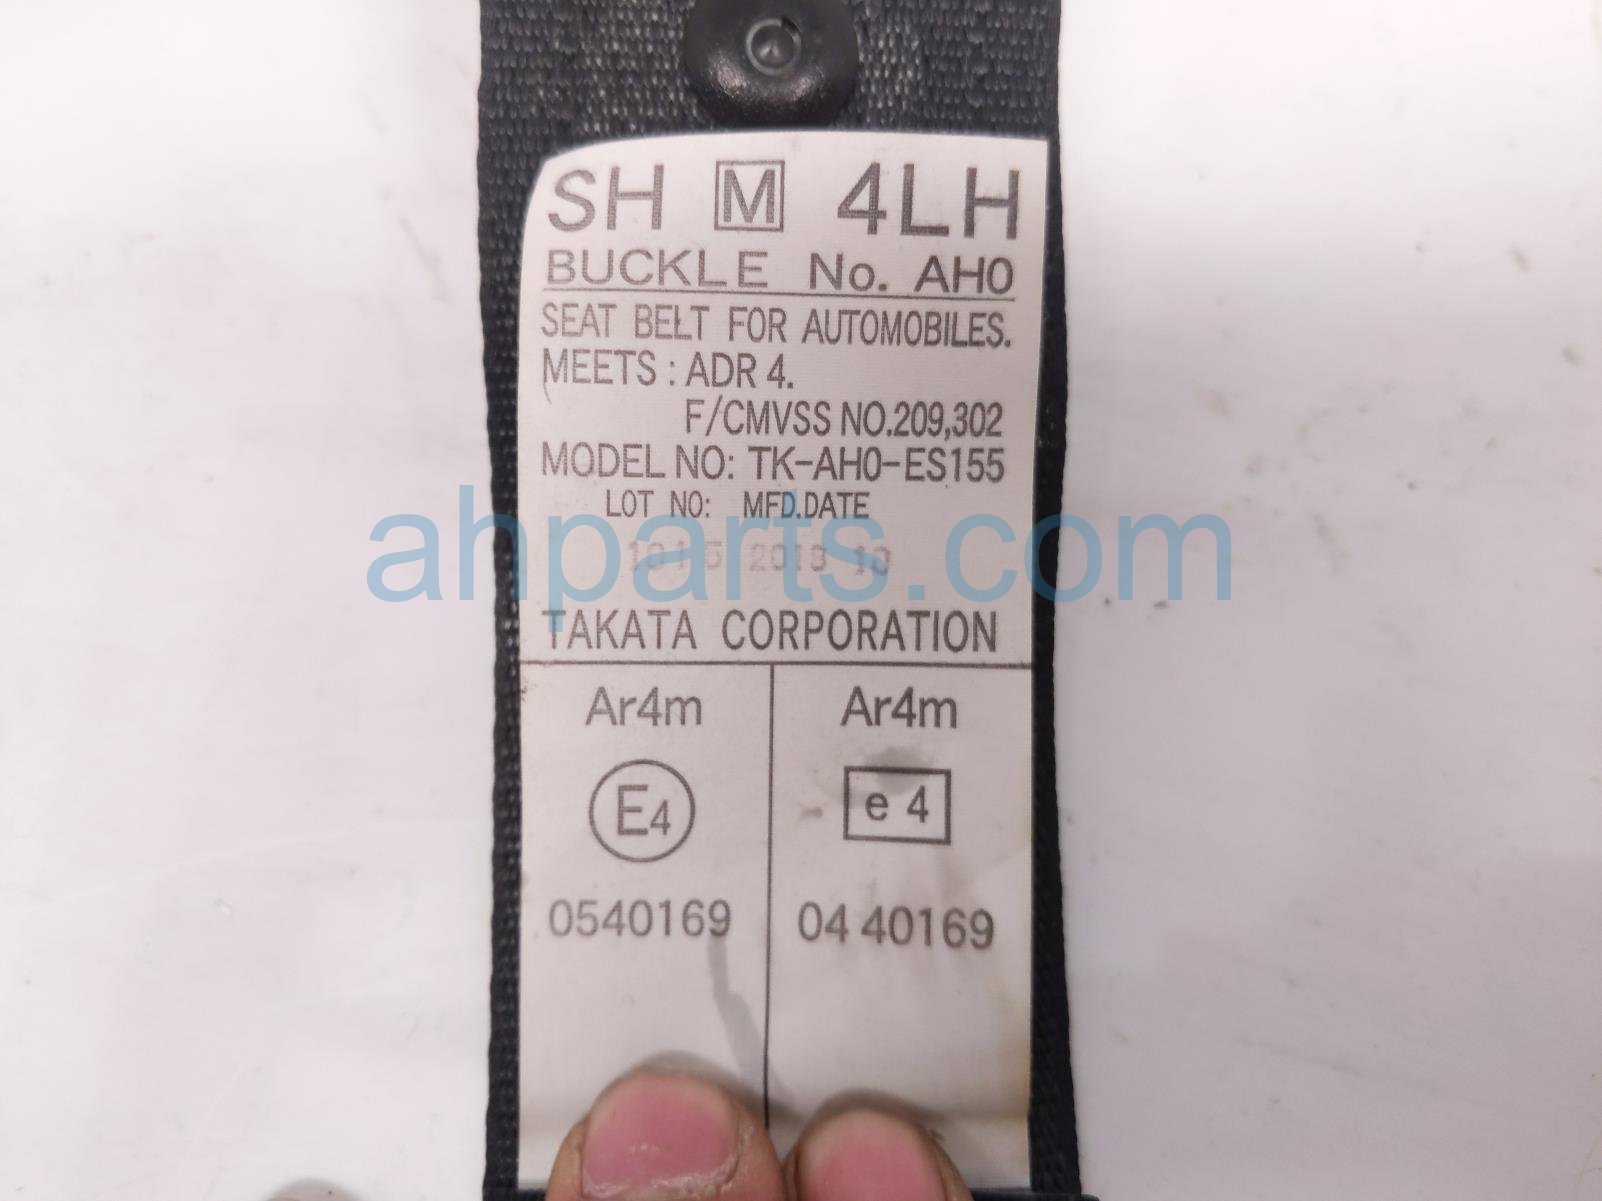 SH M 4LH
BUCKLE No. AH0
SEAT BELT FOR AUTOMOBILES.
MEETS : ADR 4.
F/CMVSS NO.209,302
MODEL NO: TK-AH0-ES155
LOT NO: MFD.DATE
ahparts.com
TAKATA CORPORATION
Ar4m Ar4m
E4 e 4
0540169 04 40169